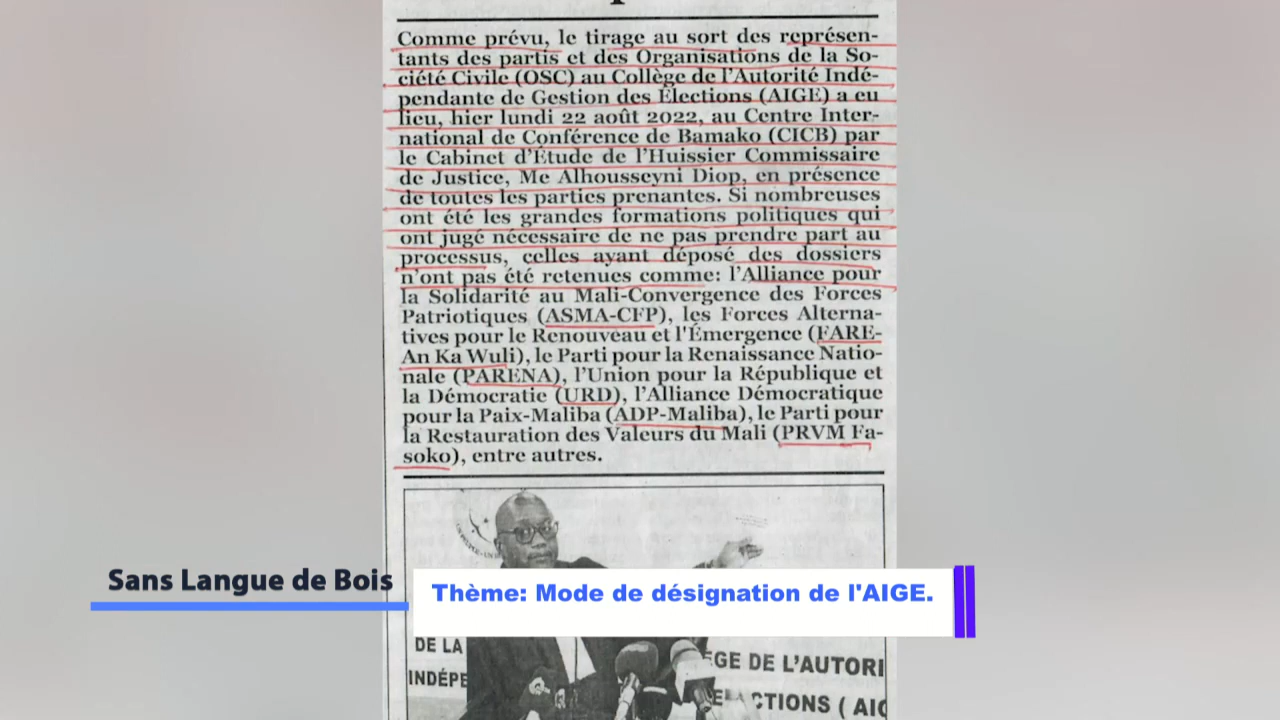 Comme prévu, le tirage au sort des représen-
tants des partis et des Organisations de la So-
ciété Civile (OSC) au Collège de l'Autorité Indé-
pendante de Gestion des Élections (AIGE) a eu
lieu, hier lundi 22 août 2022, au Centre Inter-
national de Conférence de Bamako (CICB) par
le Cabinet d'Étude de l'Huissier Commissaire
de Justice, Me Alhousseyni Diop, en présence
de toutes les parties prenantes. Si nombreuses
ont été les grandes formations politiques qui
ont jugé nécessaire de ne pas prendre part au
processus, celles ayant déposé des dossiers
n'ont pas été retenues comme: l'Alliance pour
la Solidarité au Mali-Convergence des Forces
Patriotiques (ASMA-CFP), les Forces Alterna-
tives pour le Renouveau et l'Émergence (FARE-
An Ka Wuli), le Parti pour la Renaissance Natio-
nale (PARENA), l'Union pour la République et
la Démocratie (URD), l'Alliance Démocratique
pour la Paix-Maliba (ADP-Maliba), le Parti pour
la Restauration des Valeurs du Mali (PRVM Fa-
soko), entre autres.
Sans Langue de Bois
Thème: Mode de désignation de l'AIGE.
DE LA
ÈGE DE L'AUTORI
INDÉPE
CTIONS ( AIG